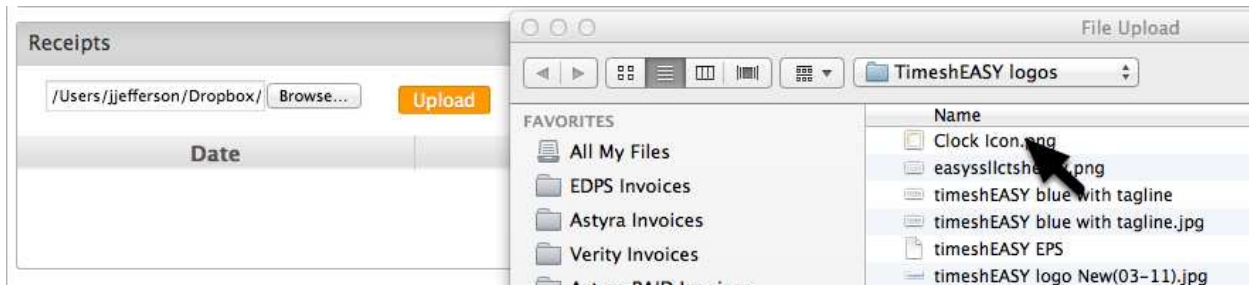 Receipts
/Users/jjefferson/Dropbox/ Browse...
Upload
Date
File Upload
TimeshEASY logos
FAVORITES
All My Files
EDPS Invoices
Astyra Invoices
Verity Invoices
Name
Clock Icon.png
timeshEASY blue with tagline
timeshEASY blue with tagline.jpg
timeshEASY EPS
timeshEASY logo New(03-11).jpg